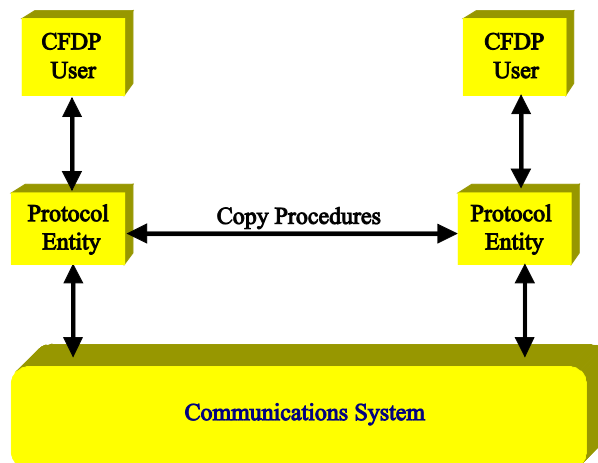 CFDP
User
CFDP
User
Protocol
Entity
Copy Procedures
Protocol
Entity
Communications System